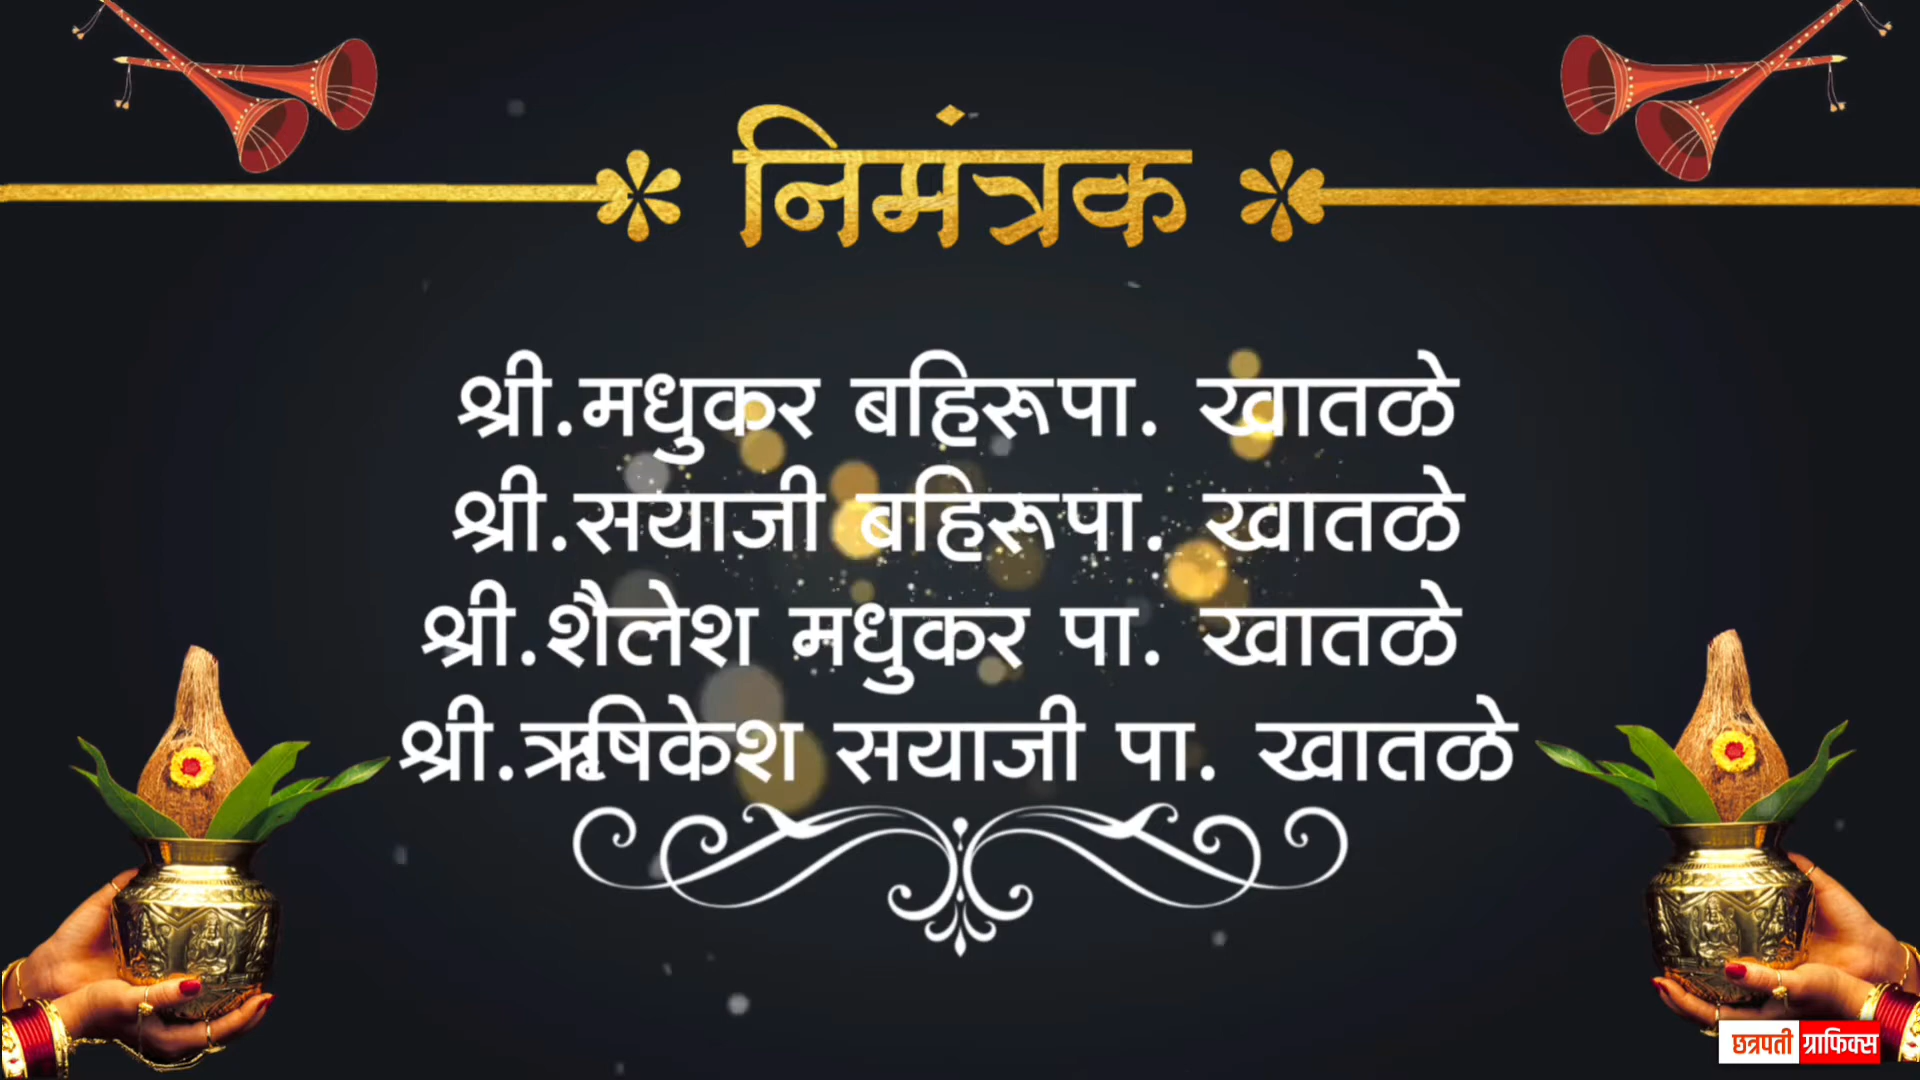 निमंत्रक
श्री.मधुकर बहिरूपा. खातळे
श्री.सयाजी बहिरूपा. खातळे
श्री.शैलेश मधुकर पा. खातळे
श्री.ऋषिकेश सयाजी पा. खातळे
छत्रपती ग्राफिक्स